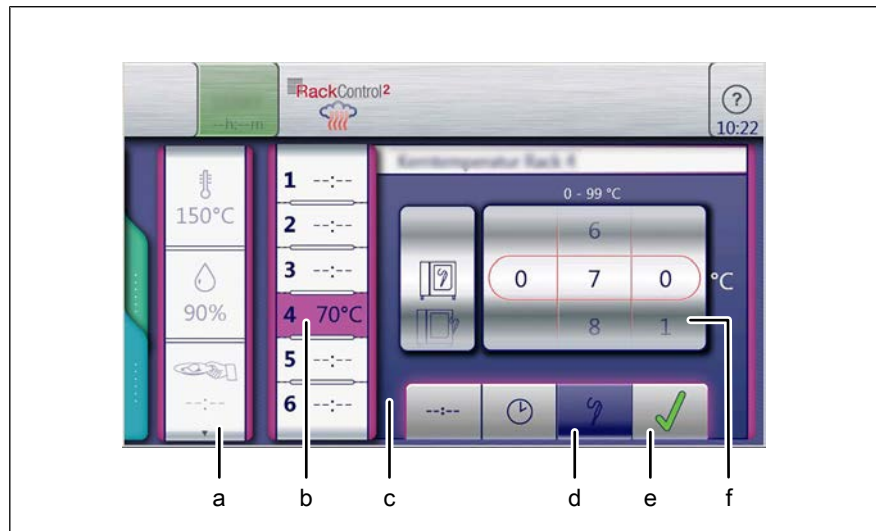 RackControl²
--h:--m
?
10:22
150°C
90%
--:--
1 --:--
2 --:--
3 --:--
4 70°C
5 --:--
6 --:--
Kerntemperatur Rack 4
0 - 99 °C
6
0 7 0 °C
8 1
--:--
a b c d e f